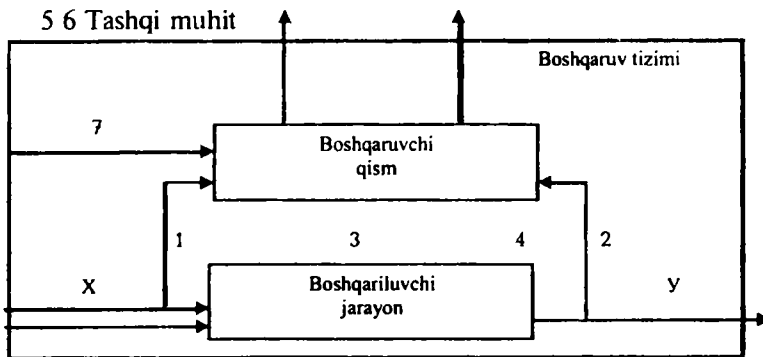 5 6 Tashqi muhit
Boshqaruv tizimi
7
Boshqaruvchi
qism
1
3
4
2
X
Boshqariluvchi
jarayon
У